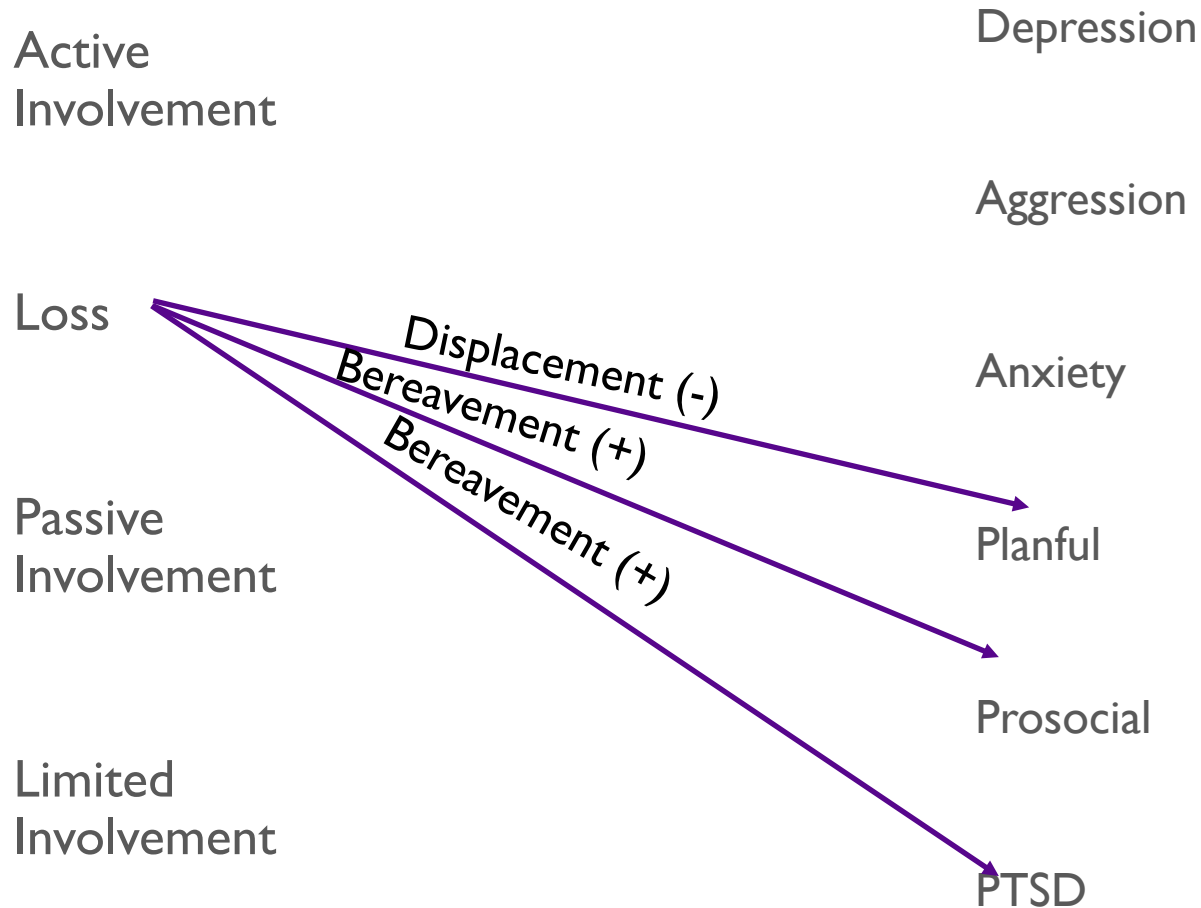 Active
Involvement
Loss
Passive
Involvement
Limited
Involvement
Displacement (-)
Bereavement (+)
Bereavement (+)
Depression
Aggression
Anxiety
Planful
Prosocial
PTSD